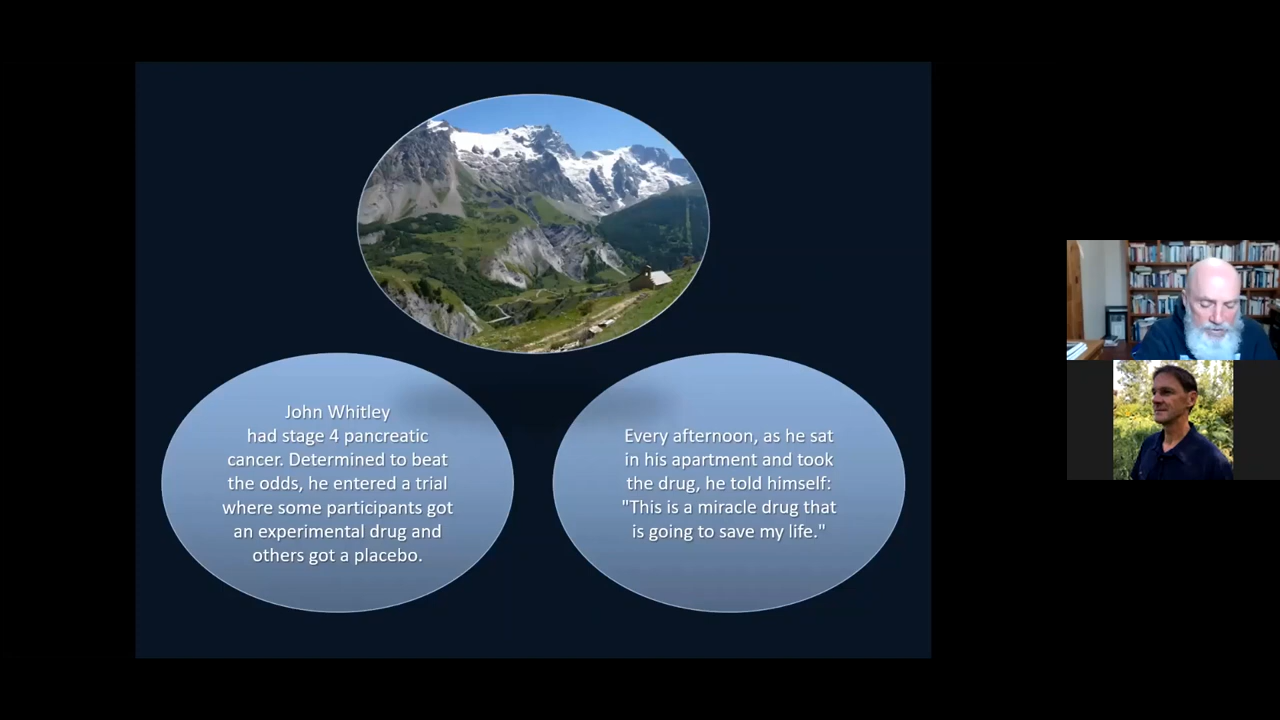 John Whitley
had stage 4 pancreatic
cancer. Determined to beat
the odds, he entered a trial
where some participants got
an experimental drug and
others got a placebo.
Every afternoon, as he sat
in his apartment and took
the drug, he told himself:
"This is a miracle drug that
is going to save my life."